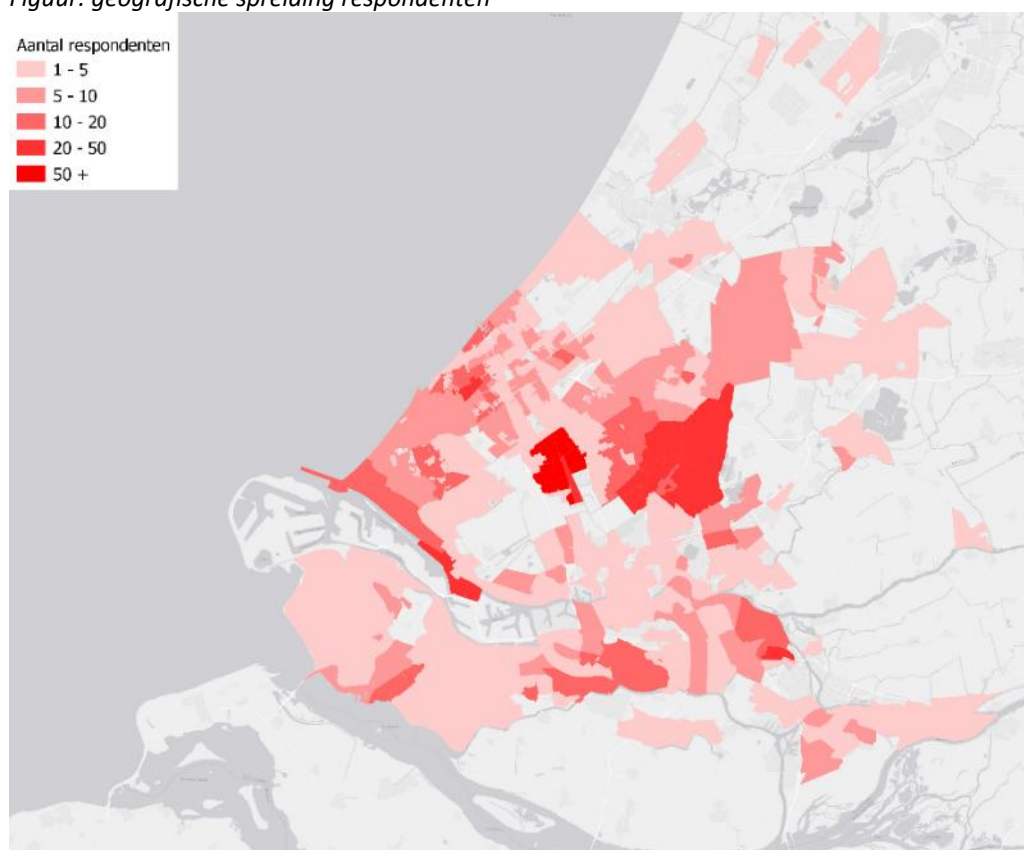 Figuur: geografische spreiding respondenten
Aantal respondenten
1 - 5
5 - 10
10 - 20
20 - 50
50 +